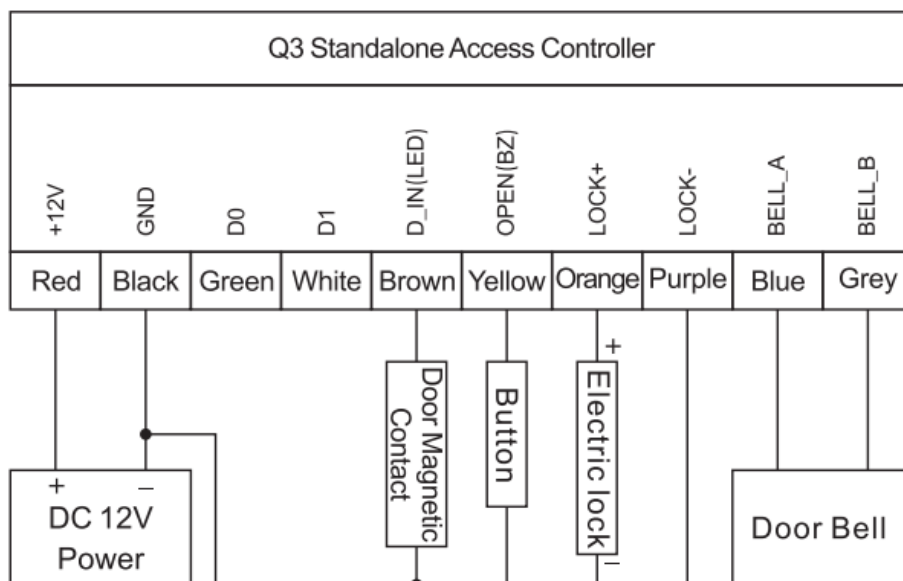 Q3 Standalone Access Controller
+12V
GND
D0
D1
D_IN(LED)
OPEN(BZ)
LOCK+
LOCK-
BELL_A
BELL_B
Red
Black
Green
White
Brown
Yellow
Orange
Purple
Blue
Grey
Door Magnetic
Contact
Button
+
Electric lock
−
+ −
DC 12V
Power
Door Bell